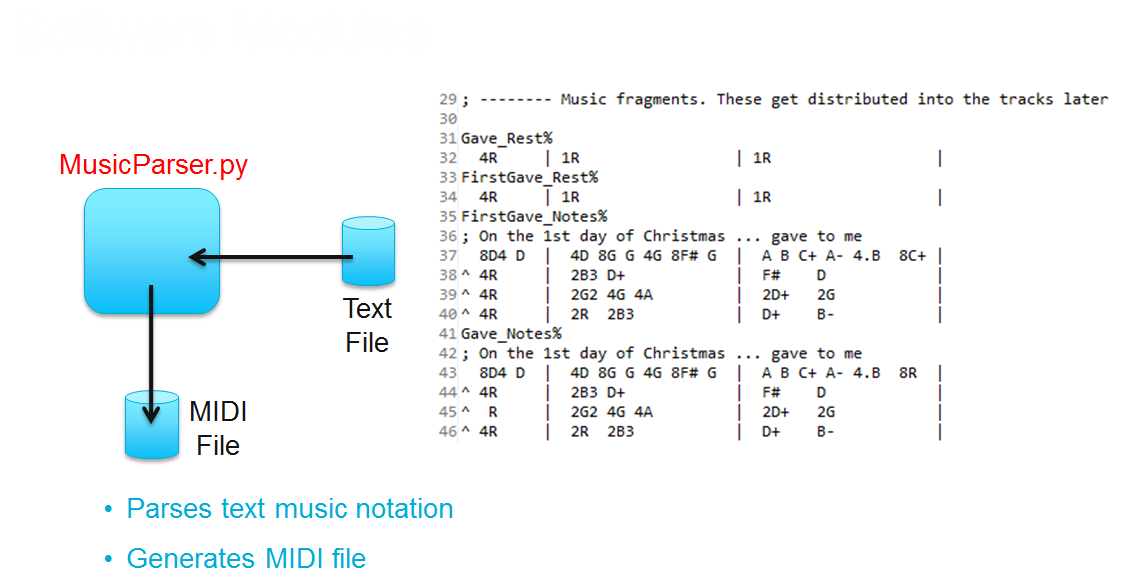 Software Modules
MusicParser.py
Text
File
MIDI
File
• Parses text music notation
• Generates MIDI file
29 ; -------- Music fragments. These get distributed into the tracks later
30
31 Gave_Rest%
32 4R | 1R | 1R |
33 FirstGave_Rest%
34 4R | 1R | 1R |
35 FirstGave_Notes%
36 ; On the 1st day of Christmas ... gave to me
37 8D4 D | 4D 8G G 4G 8F# G | A B C+ A- 4.B 8C+ |
38 ^ 4R | 2B3 D+ | F# D |
39 ^ 4R | 2G2 4G 4A | 2D+ 2G |
40 ^ 4R | 2R 2B3 | D+ B- |
41 Gave_Notes%
42 ; On the 1st day of Christmas ... gave to me
43 8D4 D | 4D 8G G 4G 8F# G | A B C+ A- 4.B 8R |
44 ^ 4R | 2B3 D+ | F# D |
45 ^ R | 2G2 4G 4A | 2D+ 2G |
46 ^ 4R | 2R 2B3 | D+ B- |